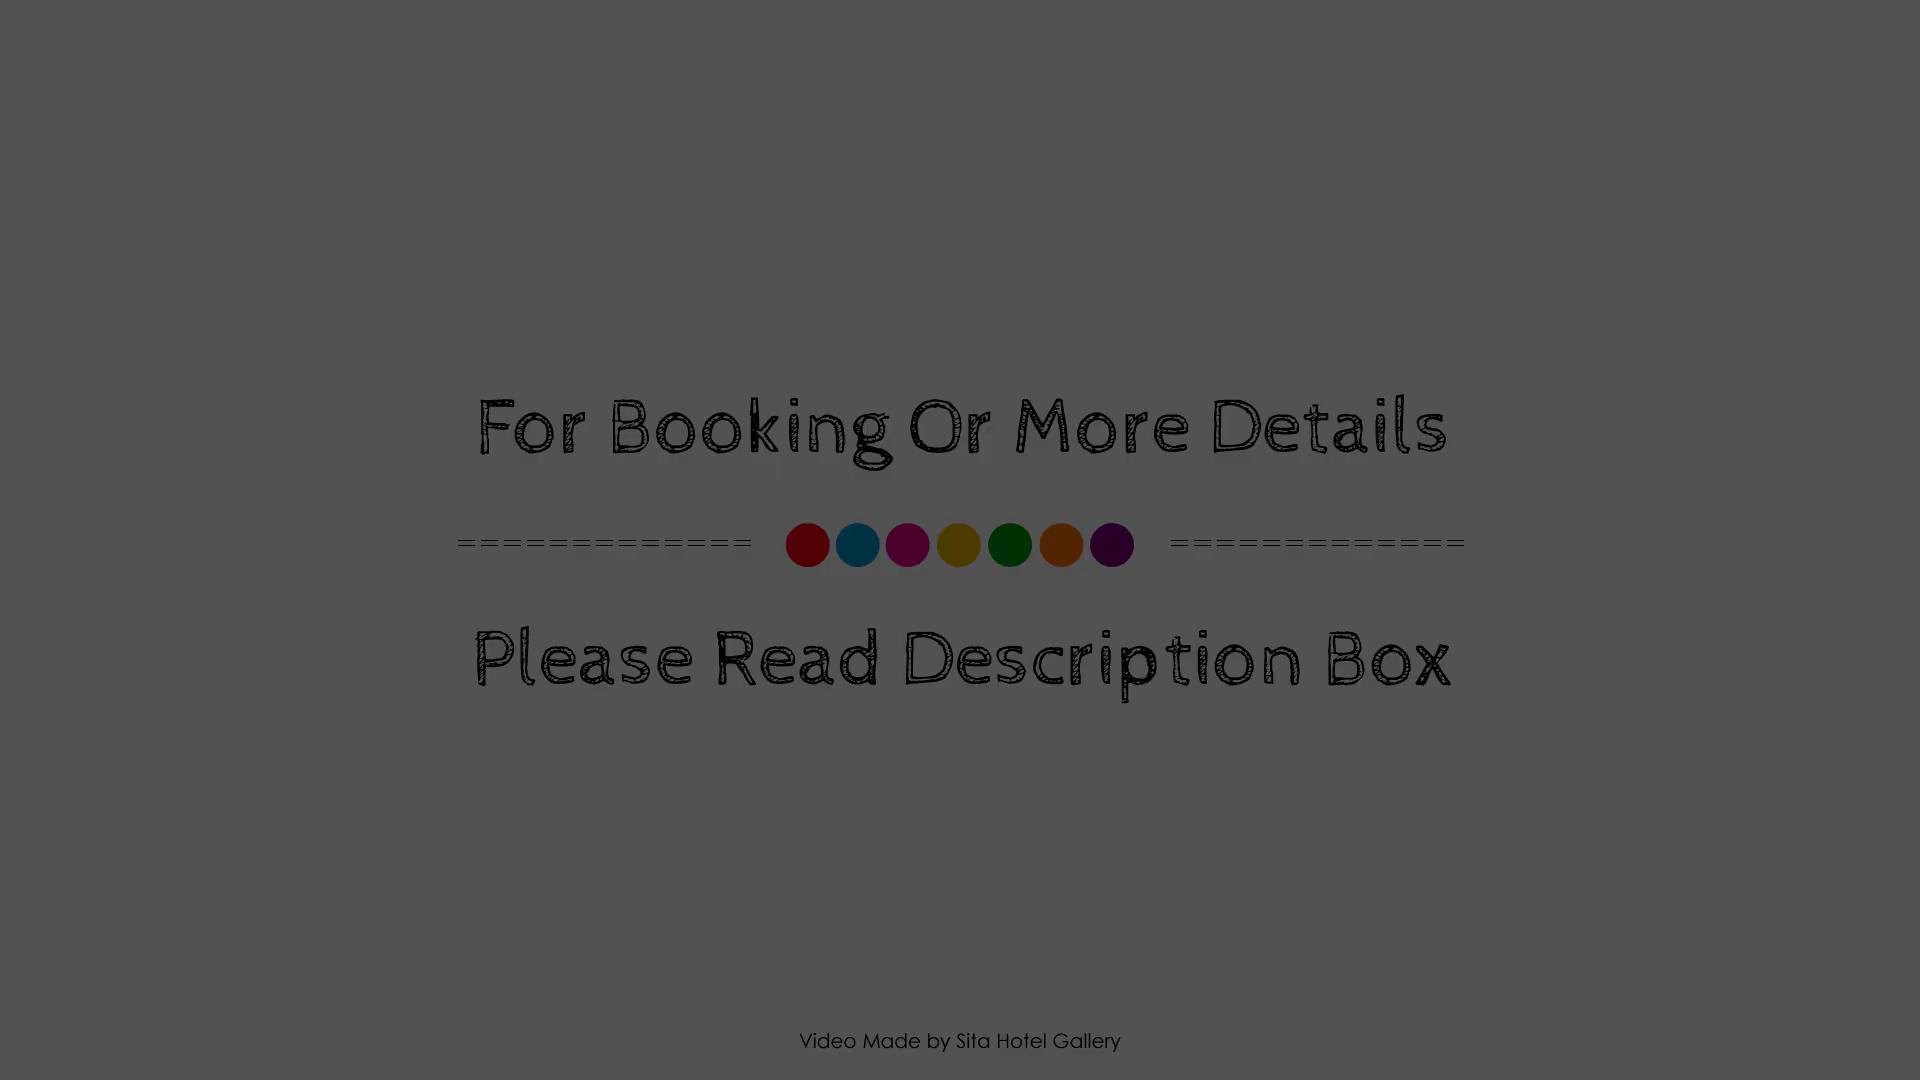 For Booking Or More Details
============= =============
Please Read Description Box
Video Made by Sita Hotel Gallery